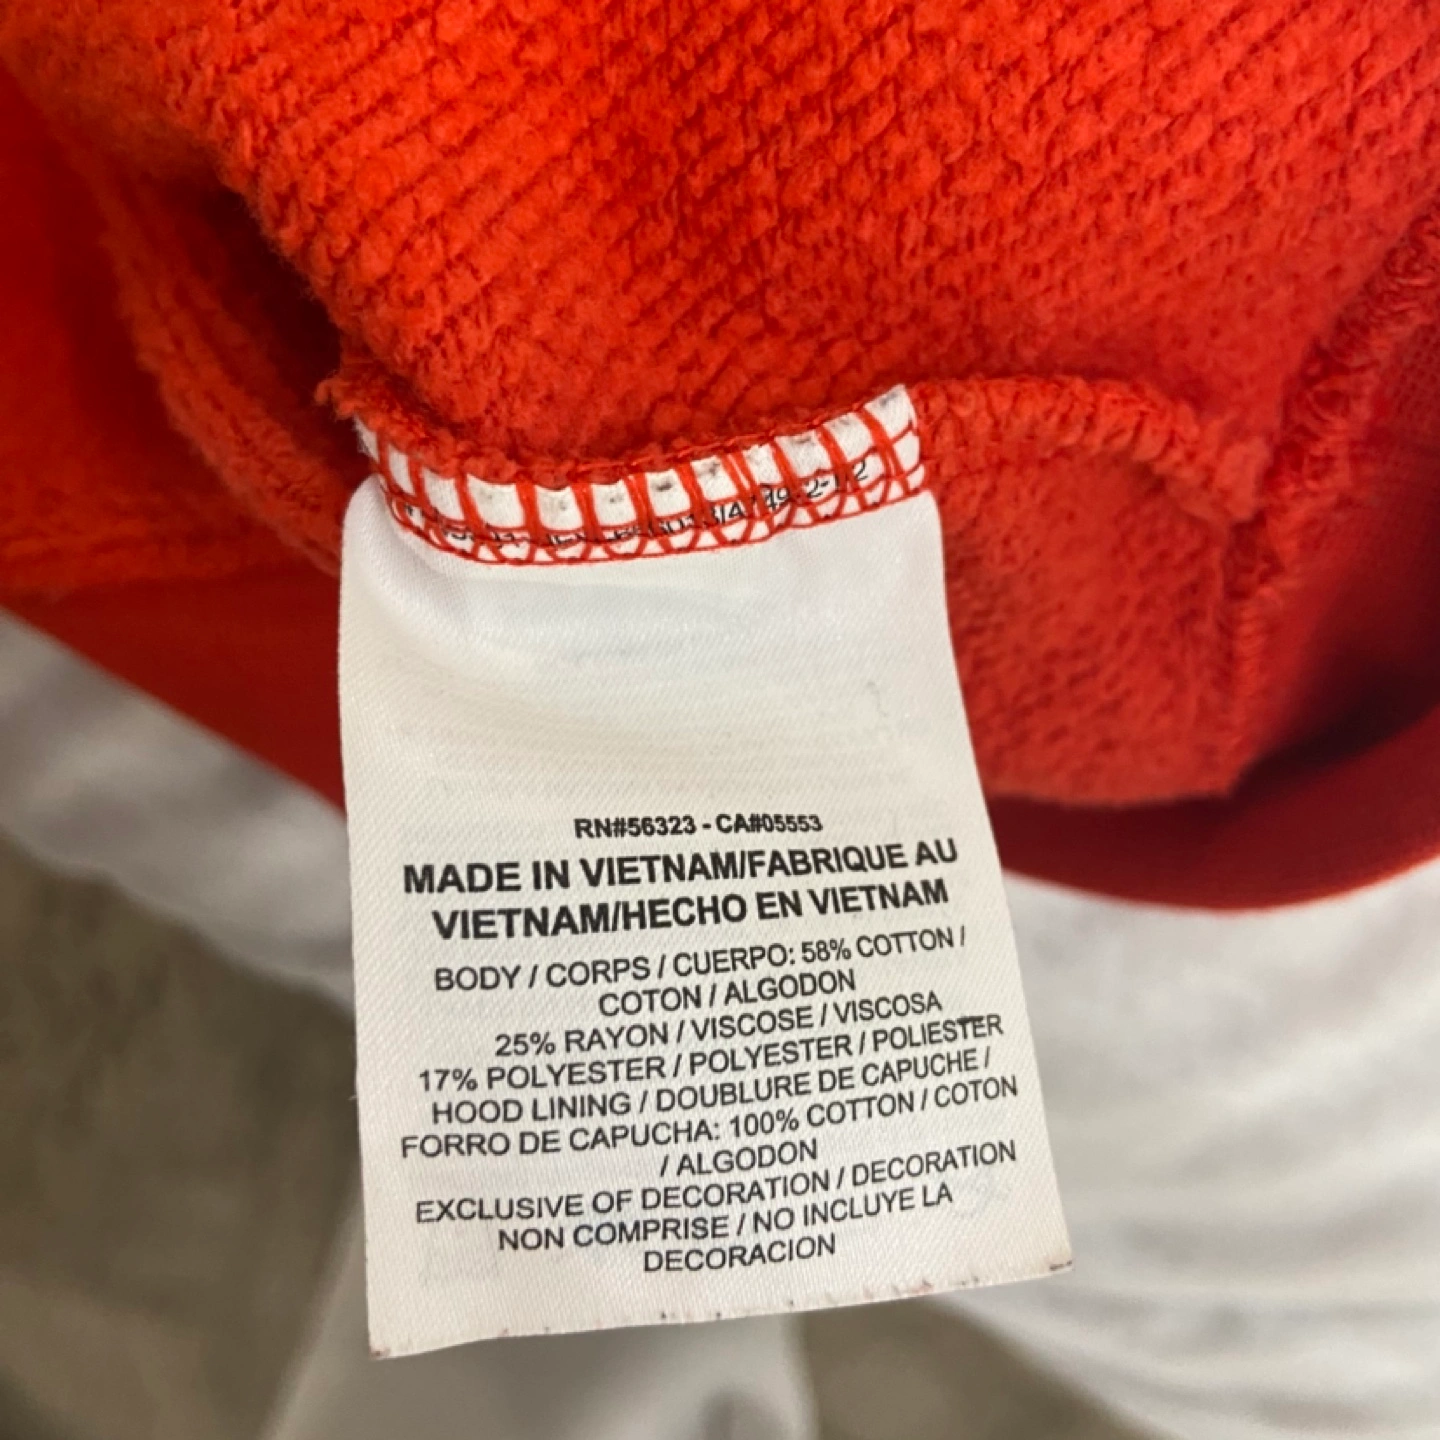 RN#56323 - CA#05553
MADE IN VIETNAM/FABRIQUE AU
VIETNAM/HECHO EN VIETNAM
BODY / CORPS / CUERPO: 58% COTTON /
COTON / ALGODON
25% RAYON / VISCOSE / VISCOSA
17% POLYESTER / POLYESTER / POLIESTER
HOOD LINING / DOUBLURE DE CAPUCHE /
FORRO DE CAPUCHA: 100% COTTON / COTON
/ ALGODON
EXCLUSIVE OF DECORATION / DECORATION
NON COMPRISE / NO INCLUYE LA
DECORACION